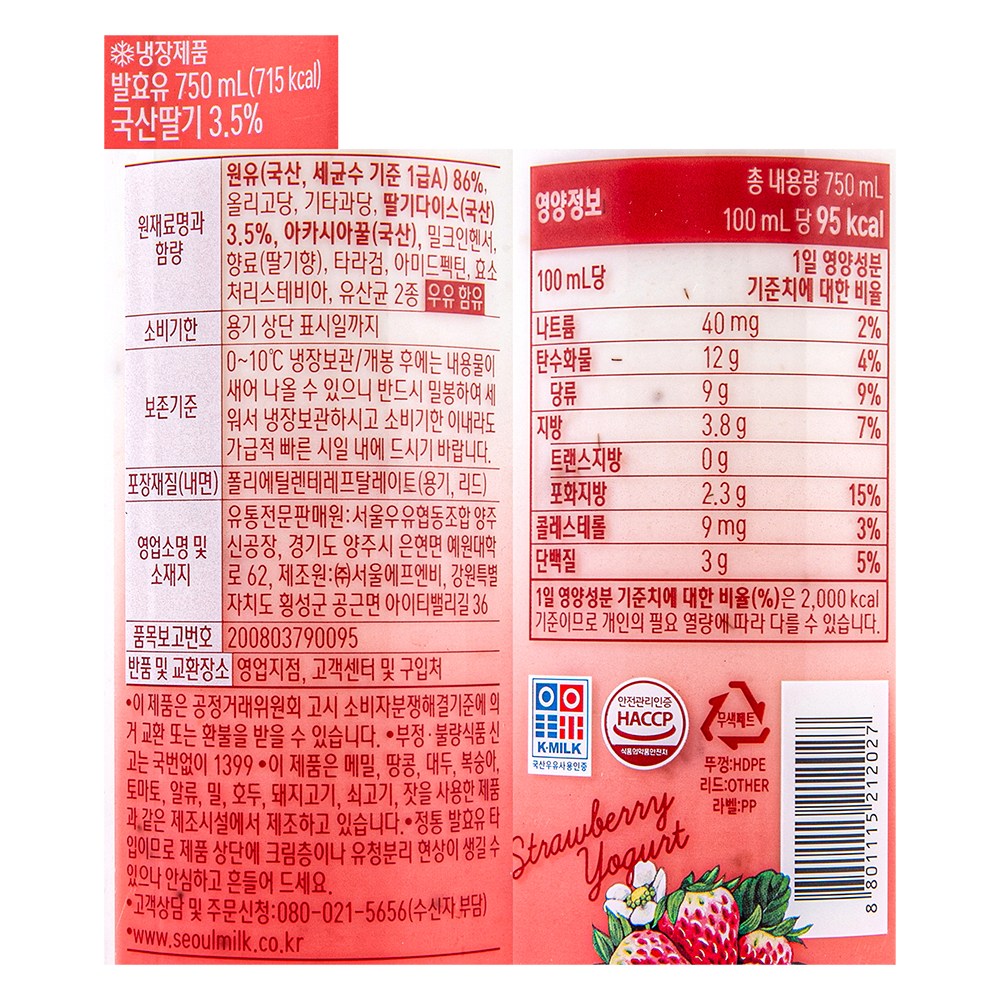 냉장제품
발효유 750 mL(715 kcal)
국산딸기 3.5%
원재료명과
함량
원유(국산, 세균수 기준 1급A) 86%,
올리고당, 기타과당, 딸기다이스(국산)
3.5%, 아카시아꿀(국산), 밀크인핸서,
향료(딸기향), 타라검, 아미드펙틴, 효소
처리스테비아, 유산균 2종 우유 함유
소비기한 용기 상단 표시일까지
보존기준
0~10℃ 냉장보관/개봉 후에는 내용물이
새어 나올 수 있으니 반드시 밀봉하여 세
워서 냉장보관하시고 소비기한 이내라도
가급적 빠른 시일 내에 드시기 바랍니다.
포장재질(내면) 폴리에틸렌테레프탈레이트(용기, 리드)
영업소명 및
소재지
유통전문판매원:서울우유협동조합 양주
신공장, 경기도 양주시 은현면 예원대학
로 62, 제조원:㈜서울에프엔비, 강원특별
자치도 횡성군 공근면 아이티밸리길 36
품목보고번호 200803790095
반품 및 교환장소 영업지점, 고객센터 및 구입처
•이 제품은 공정거래위원회 고시 소비자분쟁해결기준에 의
거 교환 또는 환불을 받을 수 있습니다. •부정·불량식품 신
고는 국번없이 1399 •이 제품은 메밀, 땅콩, 대두, 복숭아,
토마토, 알류, 밀, 호두, 돼지고기, 쇠고기, 잣을 사용한 제품
과 같은 제조시설에서 제조하고 있습니다.•정통 발효유 타
입이므로 제품 상단에 크림층이나 유청분리 현상이 생길 수
있으나 안심하고 흔들어 드세요.
•고객상담 및 주문신청:080-021-5656(수신자 부담)
•www.seoulmilk.co.kr
영양정보
총 내용량 750 mL
100 mL 당 95 kcal
100 mL당
1일 영양성분
기준치에 대한 비율
나트륨 40 mg 2%
탄수화물 12 g 4%
당류 9 g 9%
지방 3.8 g 7%
트랜스지방 0 g
포화지방 2.3 g 15%
콜레스테롤 9 mg 3%
단백질 3 g 5%
1일 영양성분 기준치에 대한 비율(%)은 2,000 kcal
기준이므로 개인의 필요 열량에 따라 다를 수 있습니다.
K-MILK
국산우유사용인증
안전관리인증
HACCP
식품의약품안전처
무색페트
뚜껑:HDPE
리드:OTHER
라벨:PP
8 801115 212027
Strawberry
Yogurt